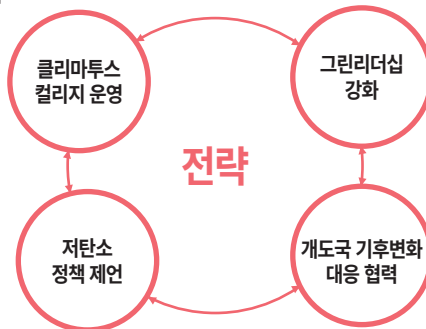 클리마투스
컬리지 운영
그린리더십
강화
전략
저탄소
정책 제언
개도국 기후변화
대응 협력